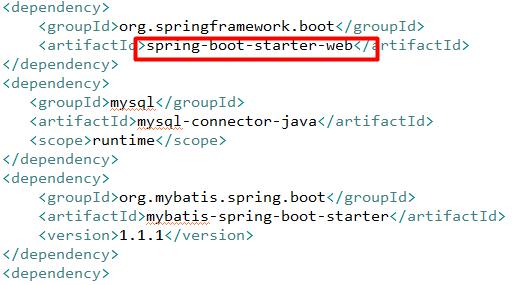 <dependency>
<groupId>org.springframework.boot</groupId>
<artifactId>spring-boot-starter-web</artifactId>
</dependency>
<dependency>
<groupId>mysql</groupId>
<artifactId>mysql-connector-java</artifactId>
<scope>runtime</scope>
</dependency>
<dependency>
<groupId>org.mybatis.spring.boot</groupId>
<artifactId>mybatis-spring-boot-starter</artifactId>
<version>1.1.1</version>
</dependency>
<dependency>